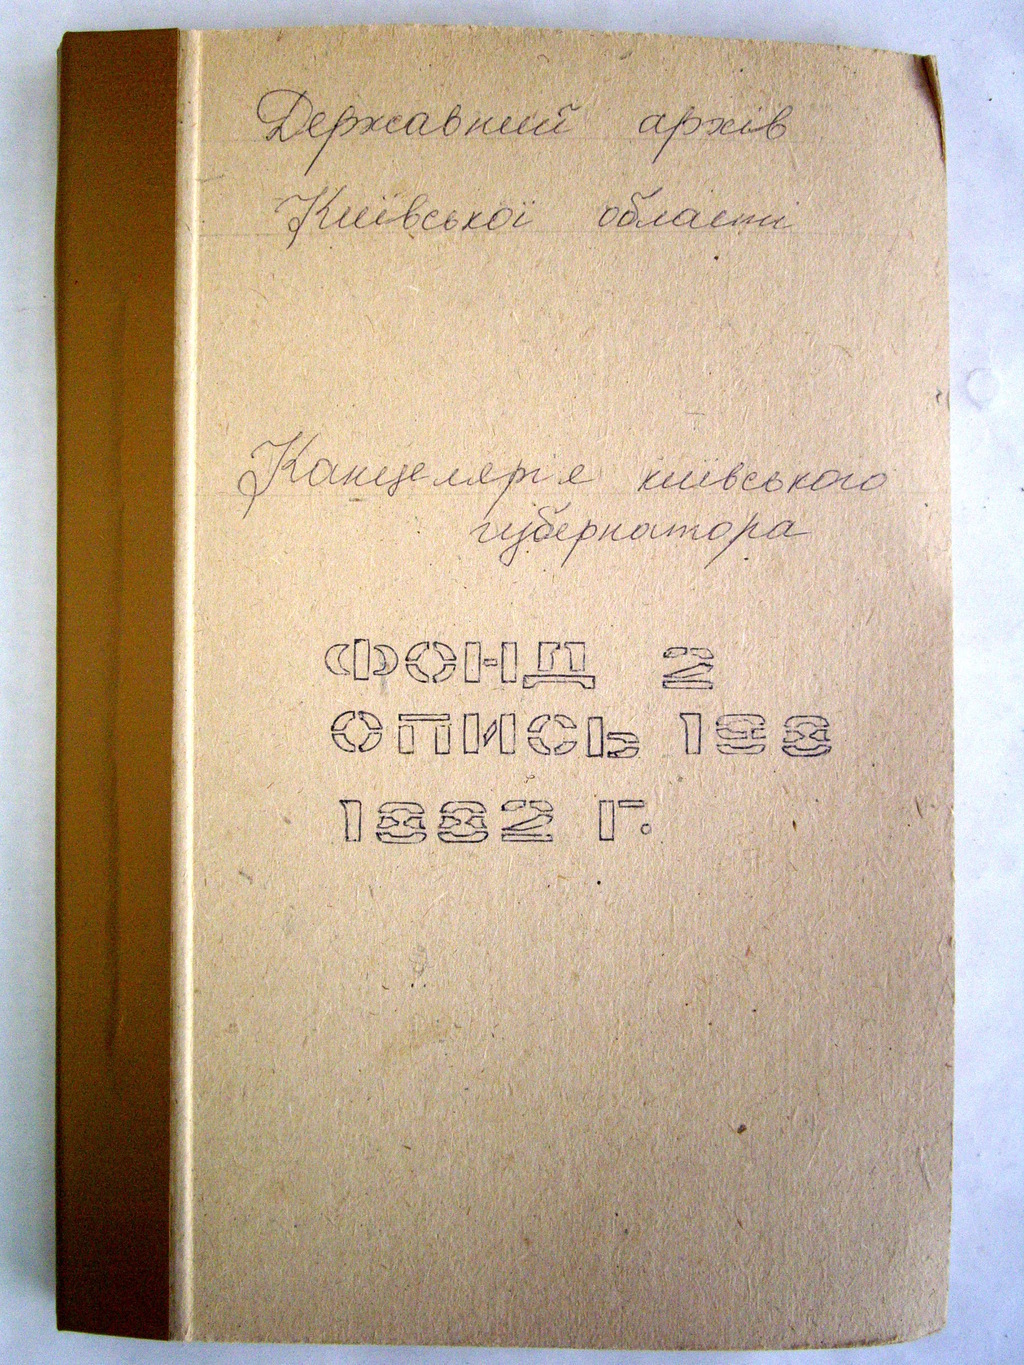 Державний архів
Київської області
Канцелярія київського
губернатора
ФОНД 2
ОПИСЬ 198
1882 Г.